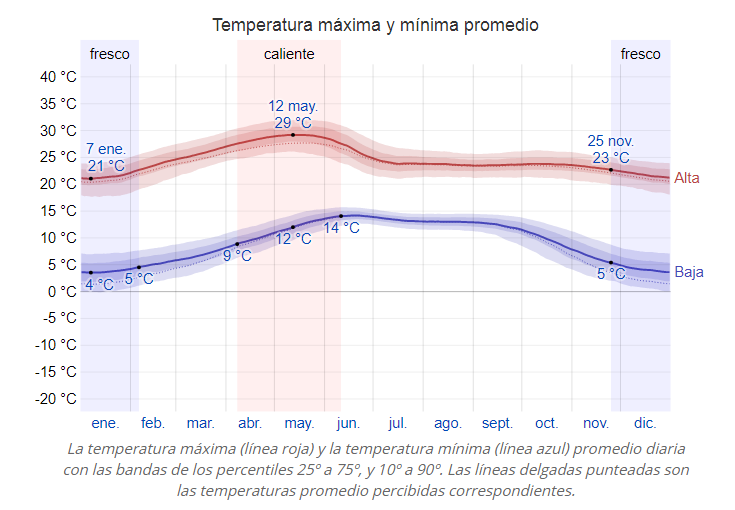 Temperatura máxima y mínima promedio
fresco
caliente
fresco
40 °C
35 °C
30 °C
25 °C
20 °C
15 °C
10 °C
5 °C
0 °C
-5 °C
-10 °C
-15 °C
-20 °C
7 ene.
21 °C
12 may.
29 °C
25 nov.
23 °C
Alta
4 °C
5 °C
9 °C
12 °C
14 °C
5 °C
Baja
ene.
feb.
mar.
abr.
may.
jun.
jul.
ago.
sept.
oct.
nov.
dic.
La temperatura máxima (línea roja) y la temperatura mínima (línea azul) promedio diaria
con las bandas de los percentiles 25º a 75º, y 10º a 90º. Las líneas delgadas punteadas son
las temperaturas promedio percibidas correspondientes.